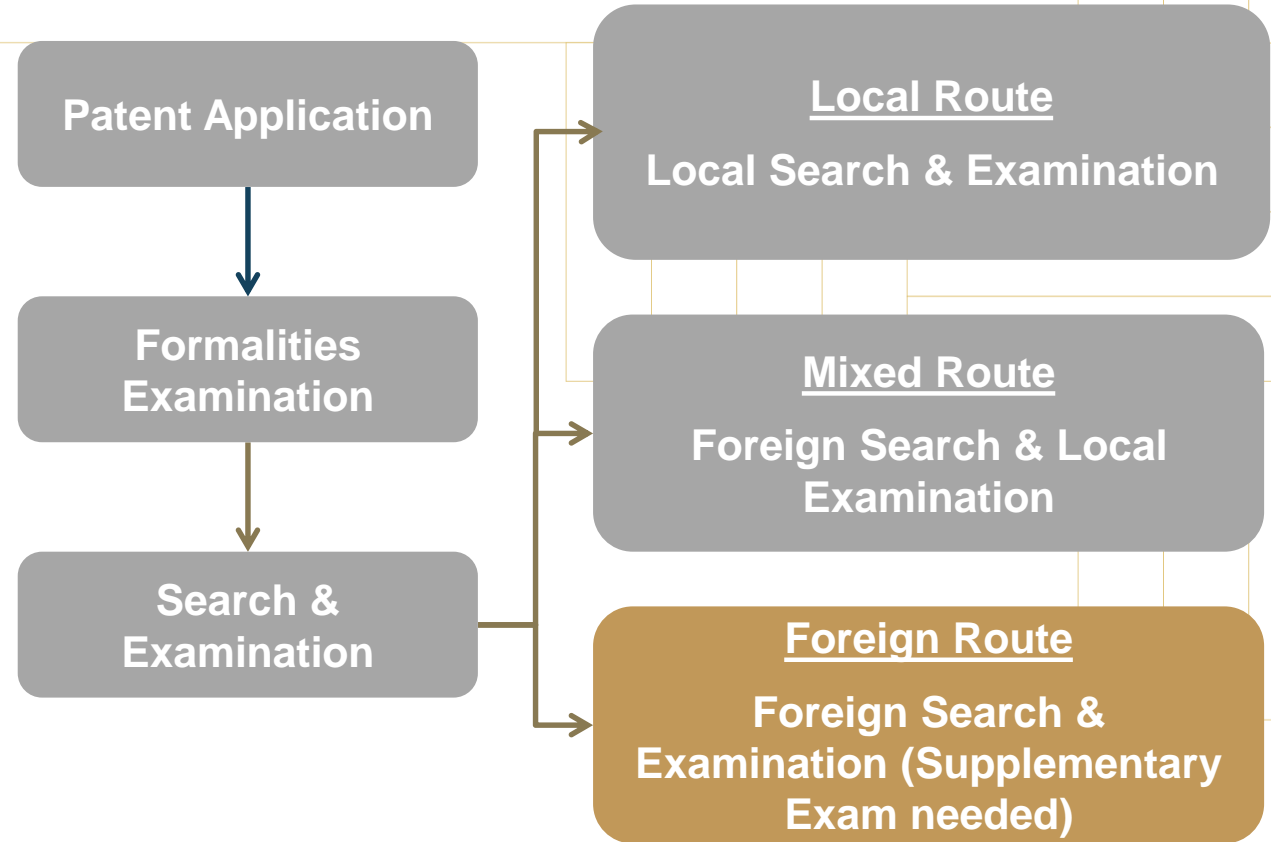 Patent Application
Formalities
Examination
Search &
Examination
Local Route
Local Search & Examination
Mixed Route
Foreign Search & Local
Examination
Foreign Route
Foreign Search &
Examination (Supplementary
Exam needed)